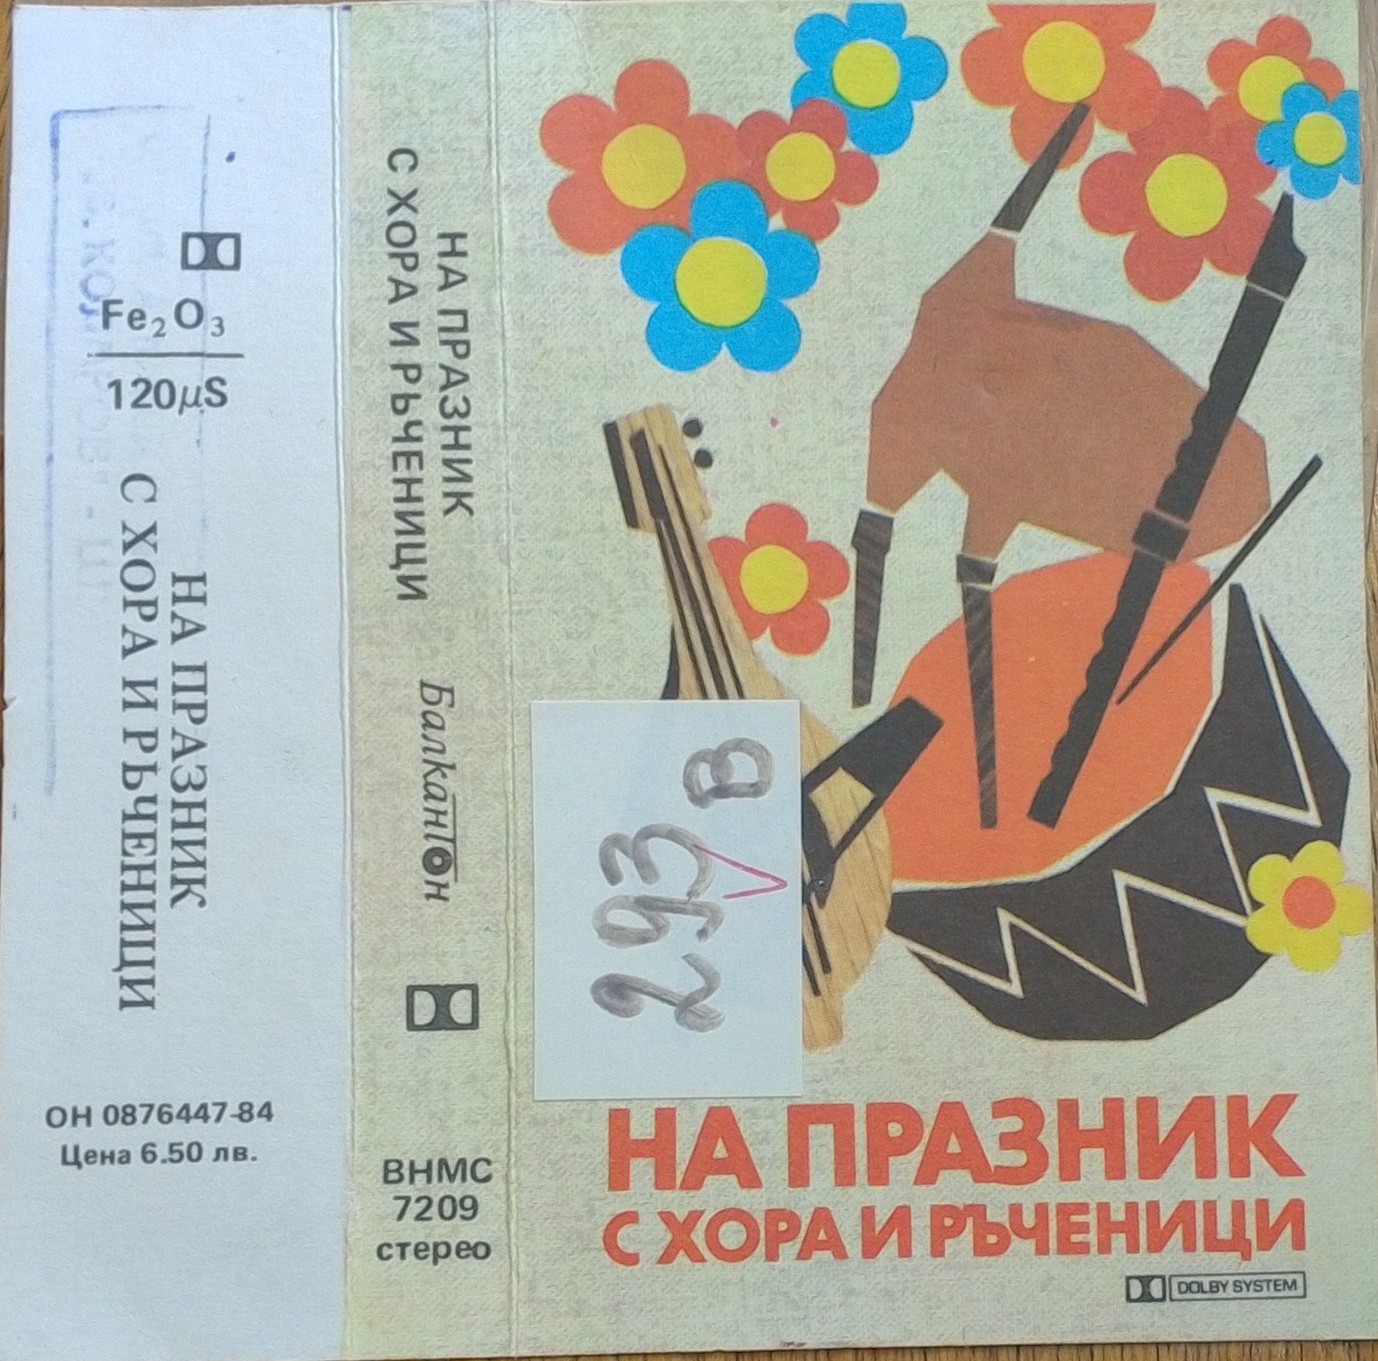 Fe₂O₃
120µS
НА ПРАЗНИК
С ХОРА И РЪЧЕНИЦИ
ОН 0876447-84
Цена 6.50 лв.
НА ПРАЗНИК
С ХОРА И РЪЧЕНИЦИ
Балкантон
ВНМС
7209
стерео
293
В
НА ПРАЗНИК
С ХОРА И РЪЧЕНИЦИ
DOLBY SYSTEM